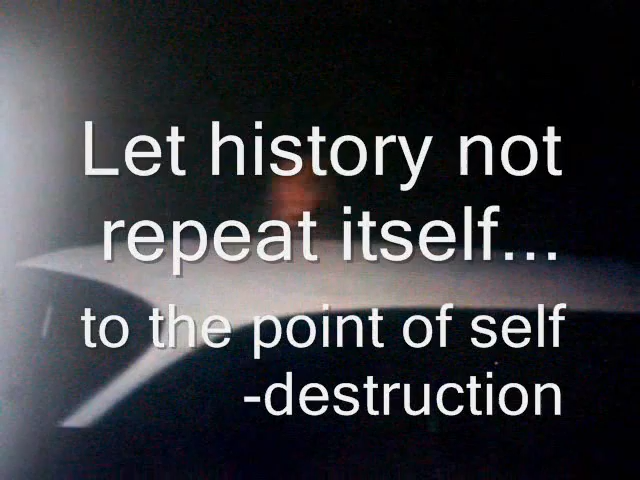 Let history not
repeat itself...
to the point of self
-destruction